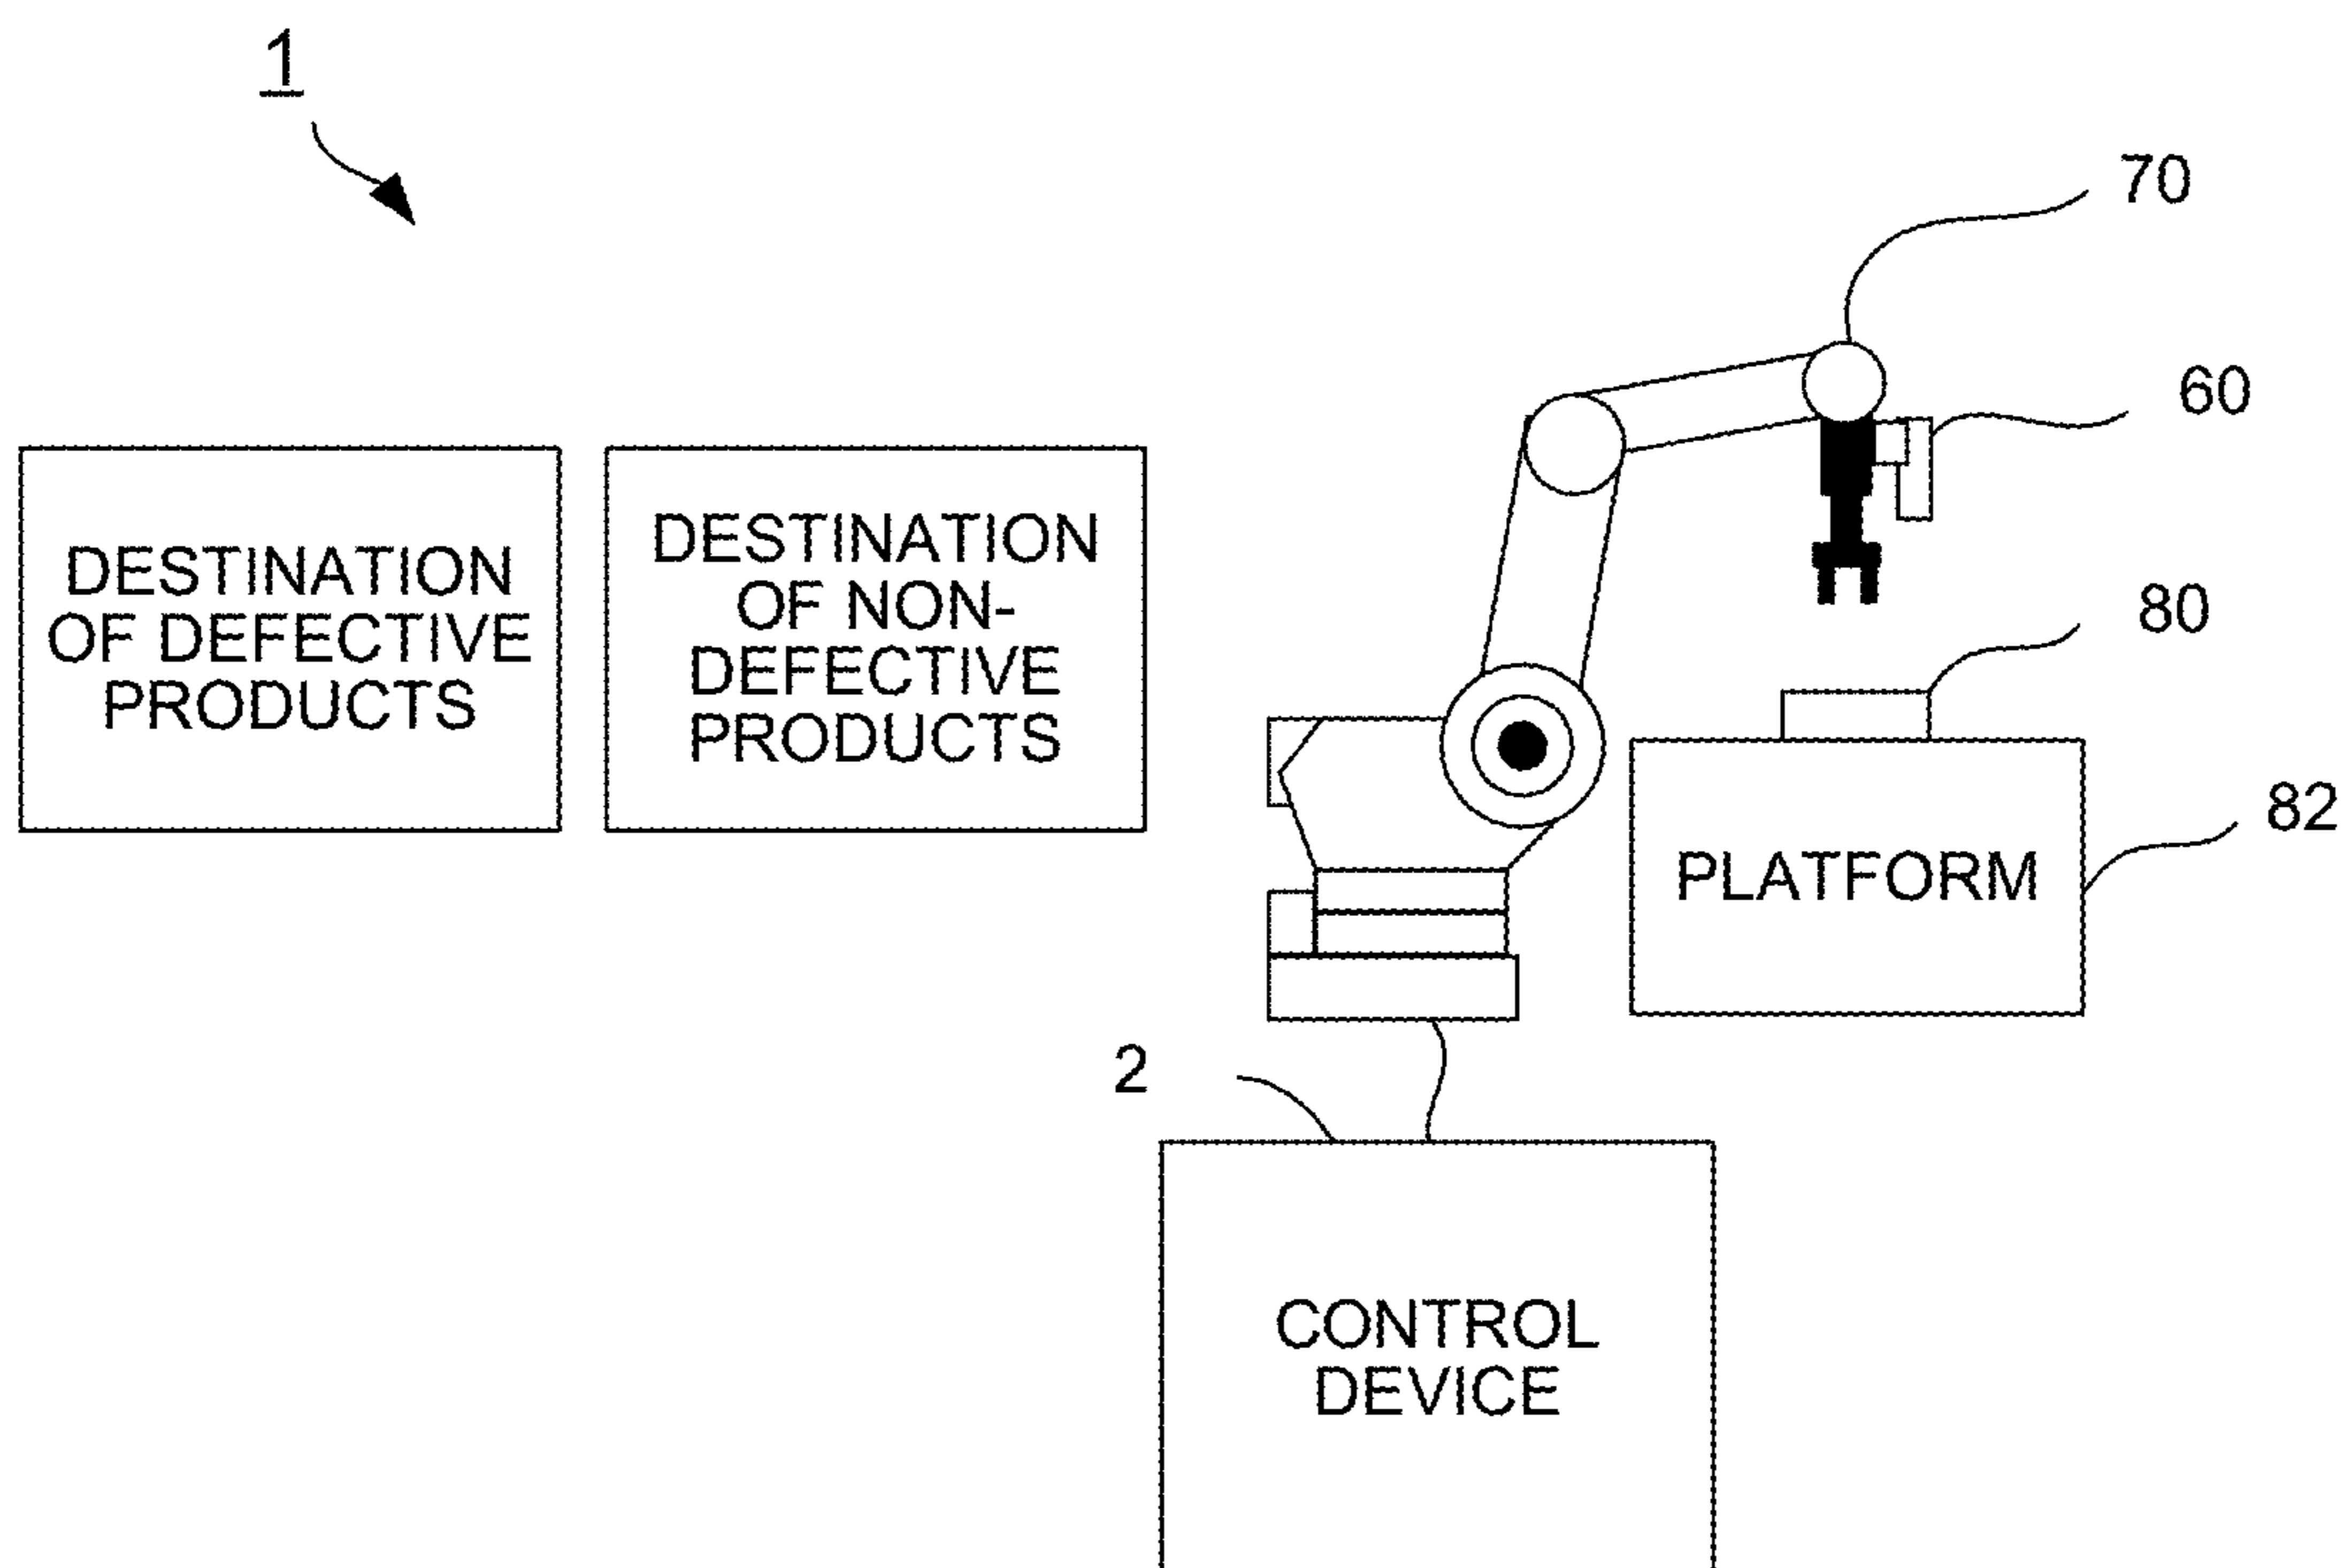 1
70
60
DESTINATION
OF DEFECTIVE
PRODUCTS
DESTINATION
OF NON-
DEFECTIVE
PRODUCTS
80
82
PLATFORM
2
CONTROL
DEVICE